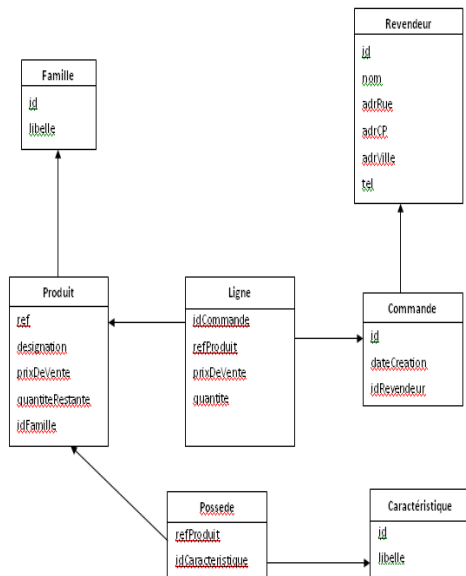 Revendeur
id
nom
adrRue
adrCP
adrVille
tel
Famille
id
libelle
Produit
ref
designation
prixDeVente
quantiteRestante
idFamille
Ligne
idCommande
refProduit
prixDeVente
quantite
Commande
id
dateCreation
idRevendeur
Possede
refProduit
idCaracteristique
Caractéristique
id
libelle